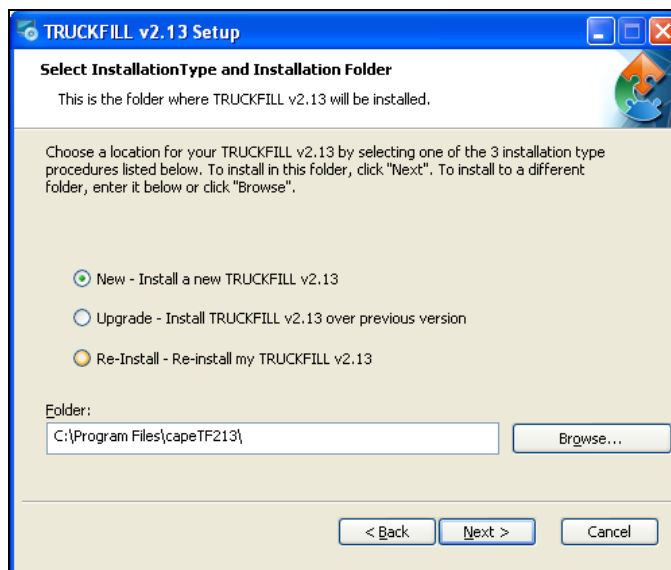 TRUCKFILL v2.13 Setup
Select InstallationType and Installation Folder
This is the folder where TRUCKFILL v2.13 will be installed.
Choose a location for your TRUCKFILL v2.13 by selecting one of the 3 installation type
procedures listed below. To install in this folder, click "Next". To install to a different
folder, enter it below or click "Browse".
New - Install a new TRUCKFILL v2.13
Upgrade - Install TRUCKFILL v2.13 over previous version
Re-Install - Re-install my TRUCKFILL v2.13
Folder:
C:\Program Files\capeTF213\
Browse...
< Back Next > Cancel